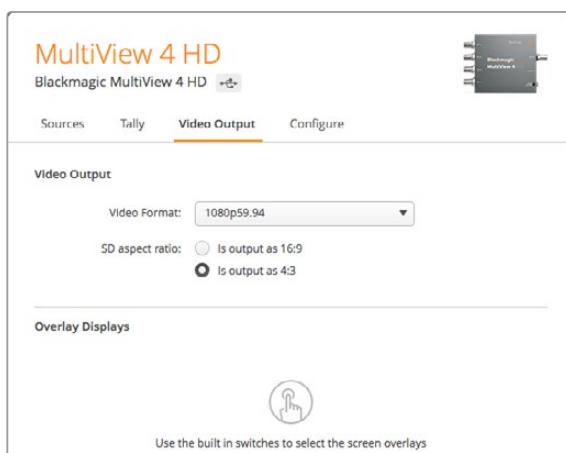 MultiView 4 HD
Blackmagic MultiView 4 HD
Sources Tally Video Output Configure
Video Output
Video Format: 1080p59.94
SD aspect ratio: Is output as 16:9
Is output as 4:3
Overlay Displays
Use the built in switches to select the screen overlays